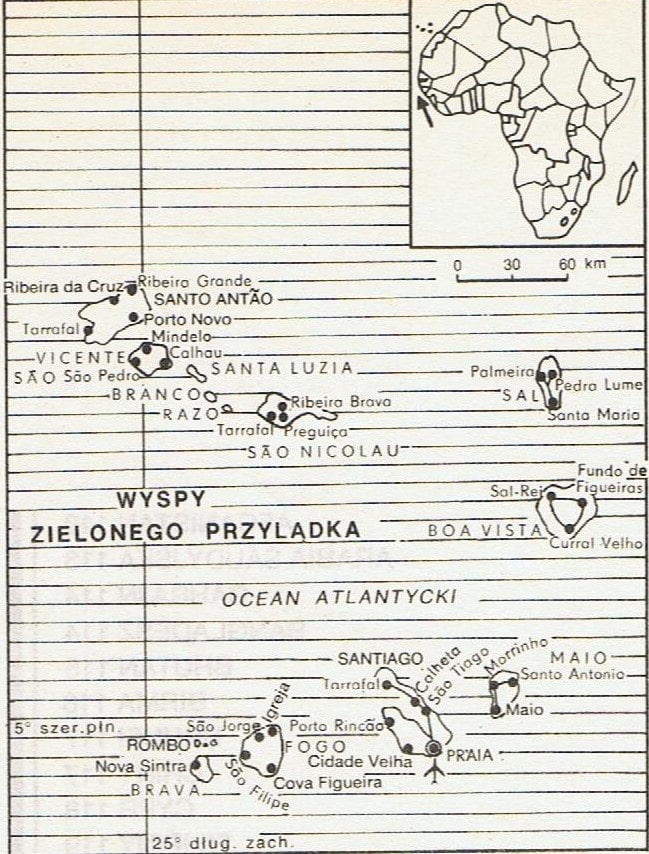 0 30 60 km
Ribeira da Cruz
Ribeira Grande
SANTO ANTÃO
Porto Novo
Tarrafal
Mindelo
VICENTE
Calhau
SÃO São Pedro
SANTA LUZIA
BRANCO
RAZO
Ribeira Brava
Tarrafal Preguiça
SÃO NICOLAU
Palmeira
Pedra Lume
SAL
Santa Maria
Fundo de
Figueiras
Sal-Rei
BOA VISTA
Curral Velho
WYSPY
ZIELONEGO PRZYLĄDKA
OCEAN ATLANTYCKI
SANTIAGO
Tarrafal
Calheta
São Tiago
Morrinho
MAIO
Santo Antonio
Maio
5° szer.płn.
São Jorge
Igreja
Porto Rincão
ROMBO
FOGO
Cidade Velha
PRAIA
Nova Sintra
BRAVA
São Filipe
Cova Figueira
25° dług. zach.